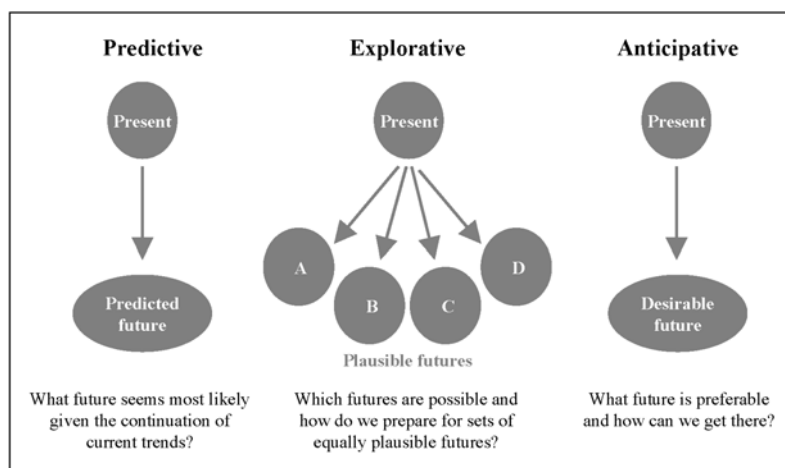 Predictive
Present
Predicted
future
What future seems most likely
given the continuation of
current trends?
Explorative
Present
A
B
C
D
Plausible futures
Which futures are possible and
how do we prepare for sets of
equally plausible futures?
Anticipative
Present
Desirable
future
What future is preferable
and how can we get there?